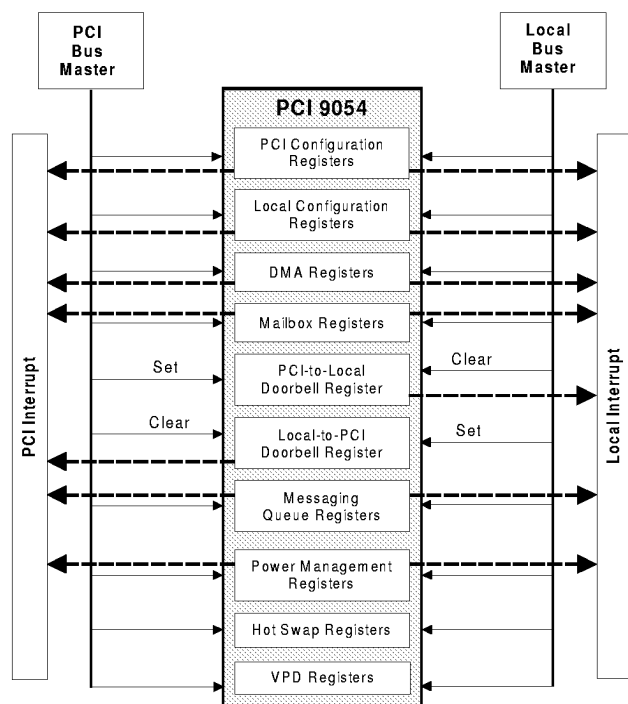 PCI
Bus
Master
Local
Bus
Master
PCI 9054
PCI Configuration
Registers
Local Configuration
Registers
DMA Registers
Mailbox Registers
Set
PCI-to-Local
Doorbell Register
Clear
Clear
Local-to-PCI
Doorbell Register
Set
Messaging
Queue Registers
Power Management
Registers
Hot Swap Registers
VPD Registers
PCI Interrupt
Local Interrupt